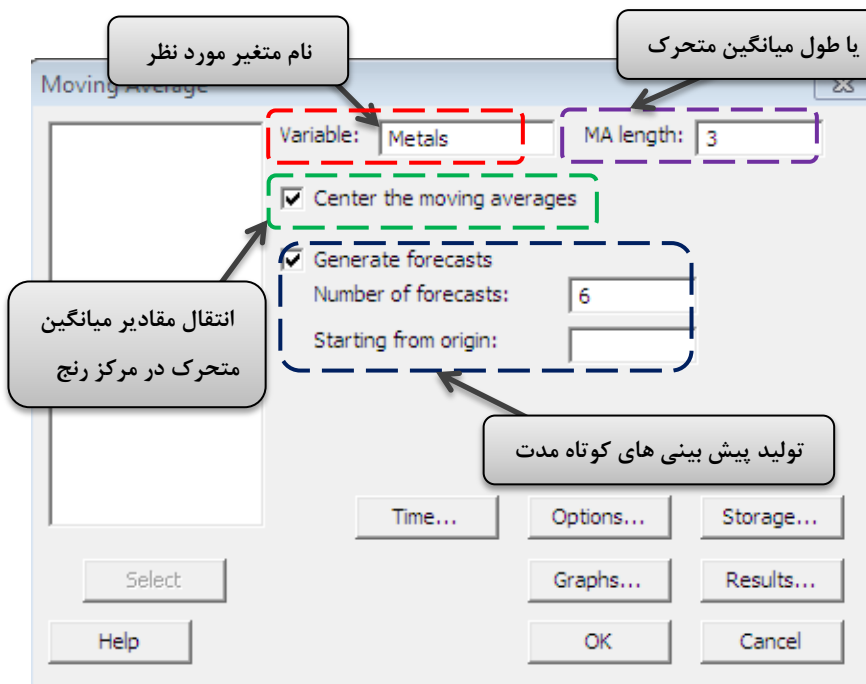 نام متغیر مورد نظر
یا طول میانگین متحرک
Moving Average
Variable: Metals
MA length: 3
Center the moving averages
Generate forecasts
Number of forecasts: 6
Starting from origin:
انتقال مقادیر میانگین
متحرک در مرکز رنج
تولید پیش بینی های کوتاه مدت
Time... Options... Storage...
Select Graphs... Results...
Help OK Cancel